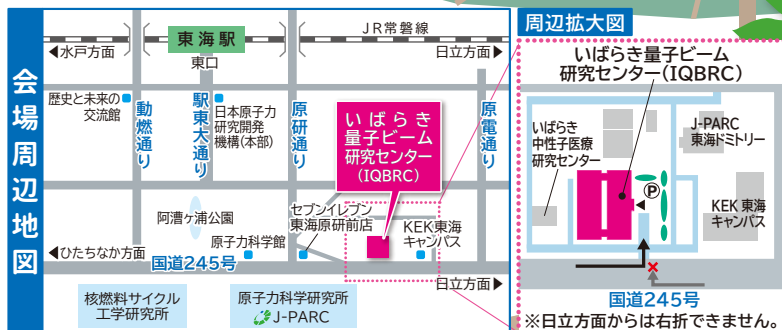 会場周辺地図
JR常磐線
東海駅
◀水戸方面
日立方面▶
東口
歴史と未来の
交流館
動燃通り
駅東大通り
日本原子力
研究開発
機構(本部)
原研通り
いばらき
量子ビーム
研究センター
(IQBRC)
原電通り
阿漕ヶ浦公園
セブンイレブン
東海原研前店
KEK東海
キャンパス
◀ひたちなか方面
原子力科学館
国道245号
日立方面▶
核燃料サイクル
工学研究所
原子力科学研究所
J-PARC
周辺拡大図
いばらき量子ビーム
研究センター(IQBRC)
いばらき
中性子医療
研究センター
J-PARC
東海ドミトリー
P
KEK 東海
キャンパス
国道245号
※日立方面からは右折できません。